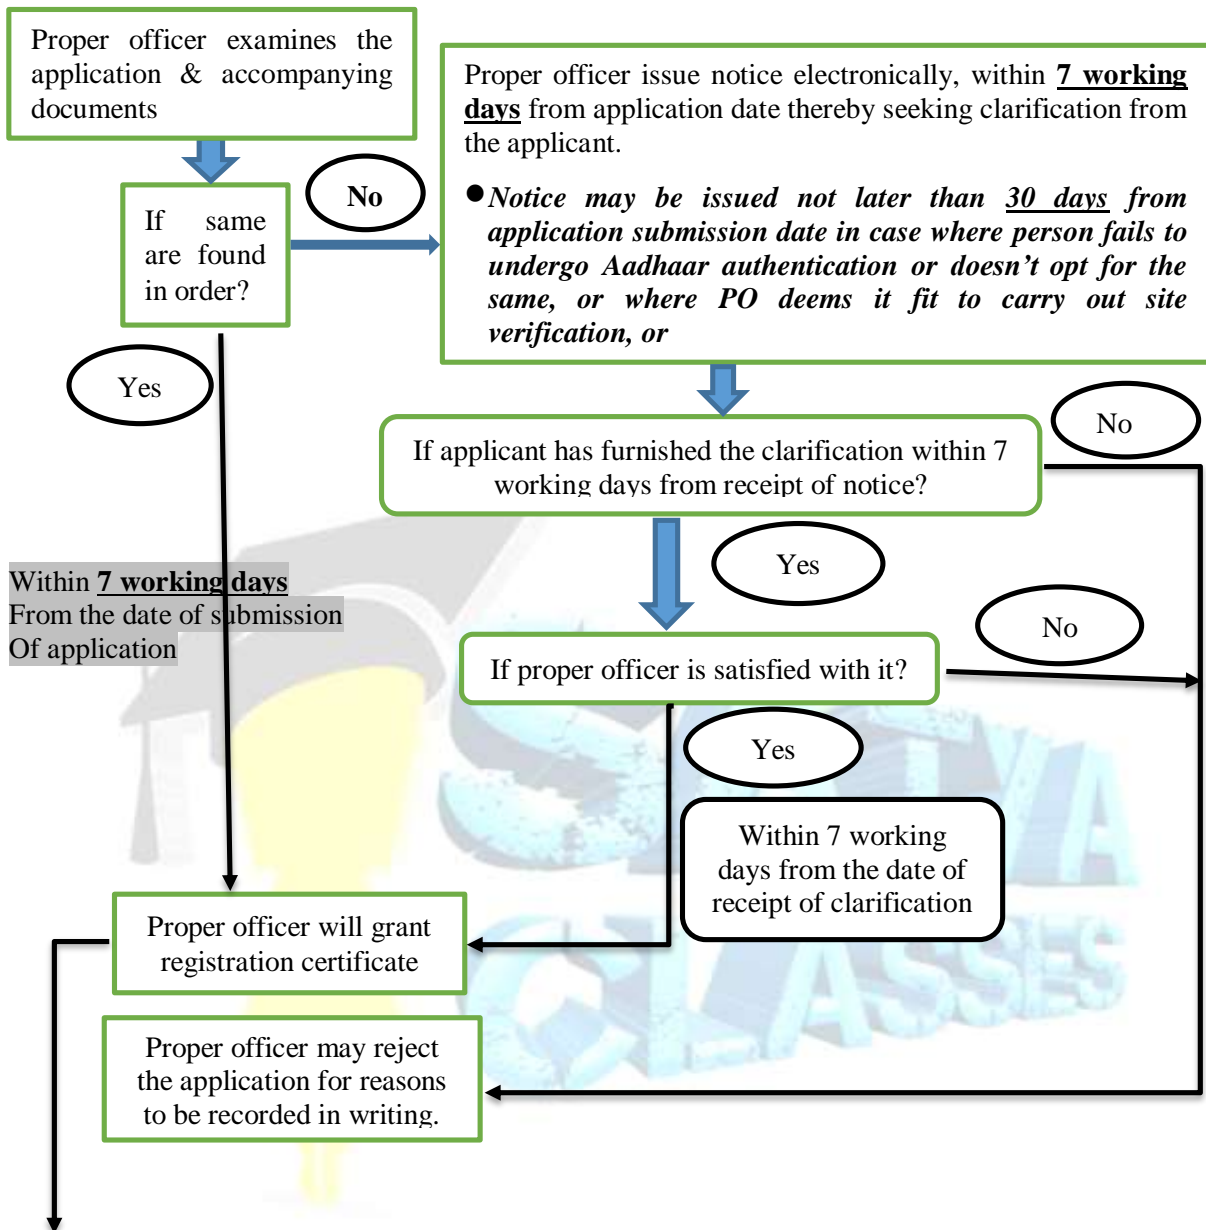 Proper officer examines the
application & accompanying
documents
Proper officer issue notice electronically, within 7 working
days from application date thereby seeking clarification from
the applicant.
●Notice may be issued not later than 30 days from
application submission date in case where person fails to
undergo Aadhaar authentication or doesn’t opt for the
same, or where PO deems it fit to carry out site
verification, or
No
If same
are found
in order?
Yes
No
If applicant has furnished the clarification within 7
working days from receipt of notice?
Yes
Within 7 working days
From the date of submission
Of application
No
If proper officer is satisfied with it?
Yes
Within 7 working
days from the date of
receipt of clarification
Proper officer will grant
registration certificate
Proper officer may reject
the application for reasons
to be recorded in writing.
SATVA
CLASSES